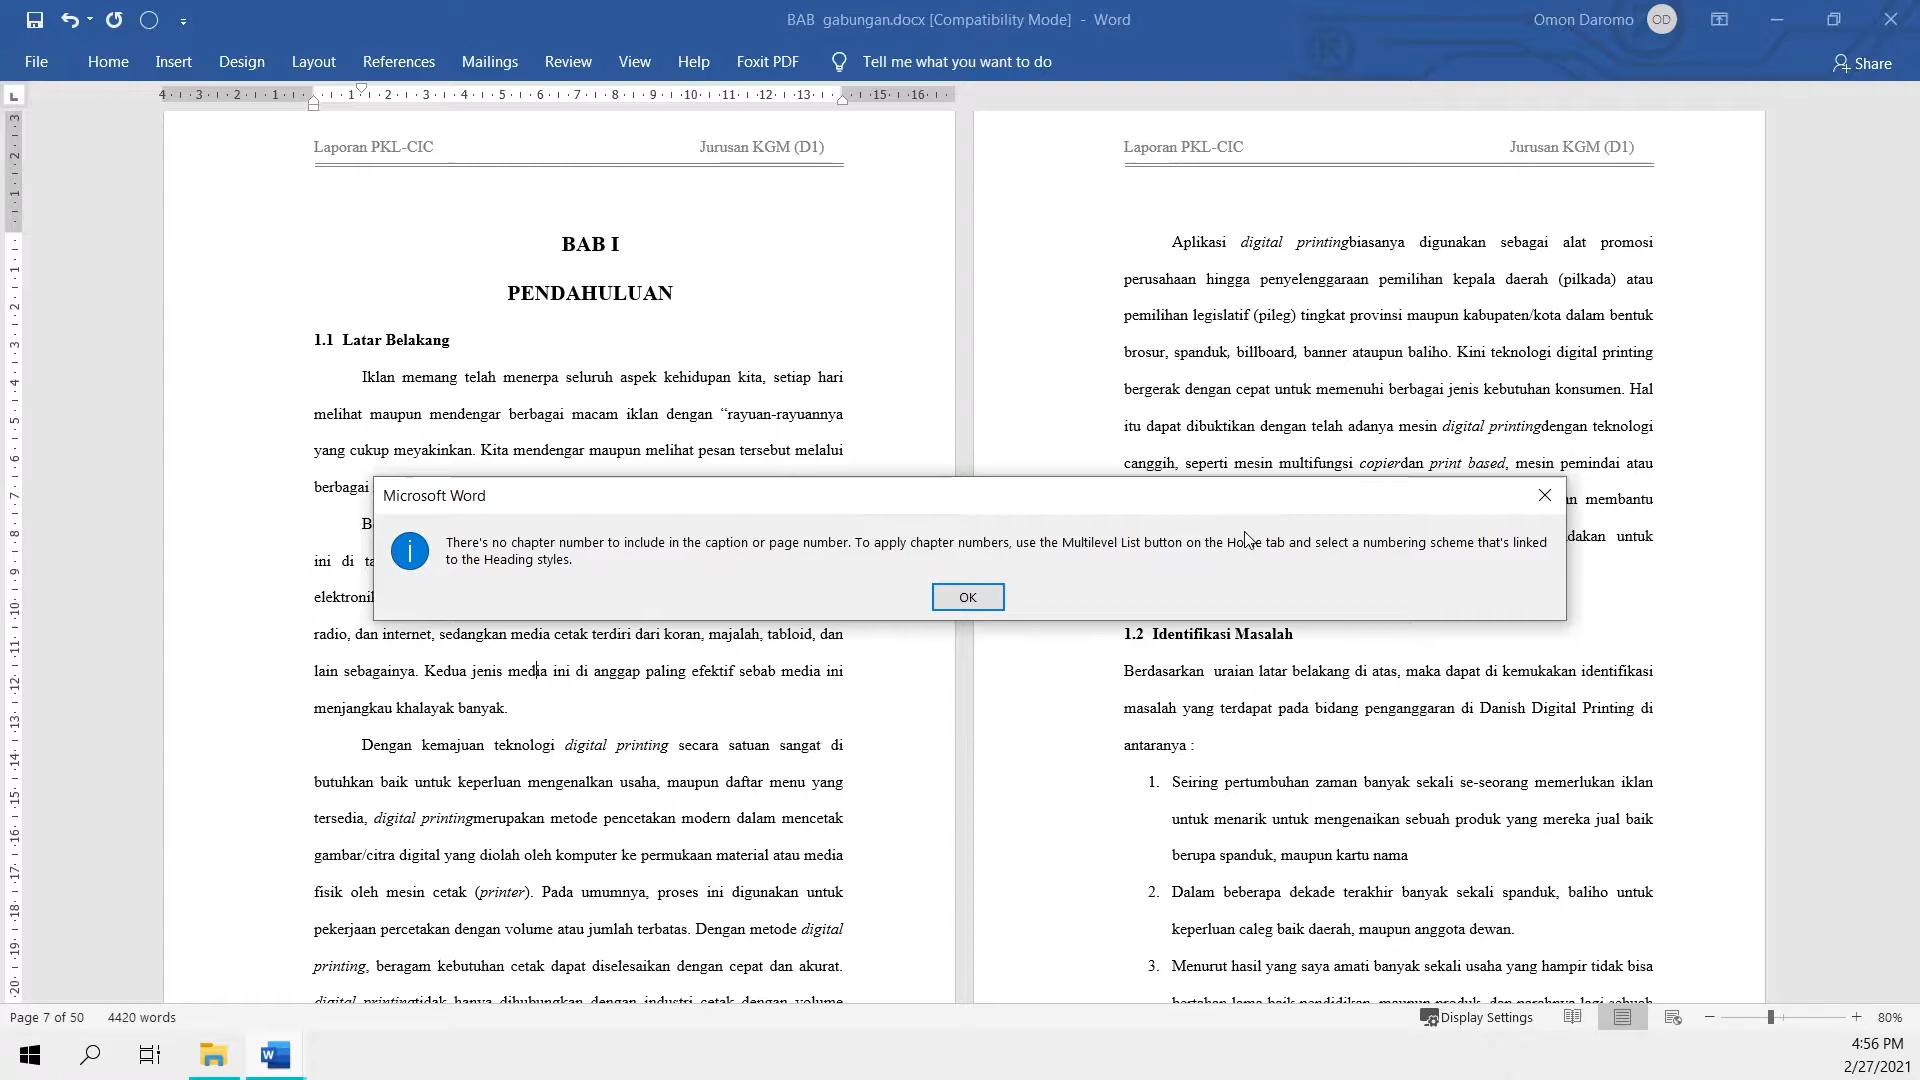 BAB gabungan.docx [Compatibility Mode] - Word
Omon Daromo OD
File Home Insert Design Layout References Mailings Review View Help Foxit PDF Tell me what you want to do Share
4 3 2 1 1 2 3 4 5 6 7 8 9 10 11 12 13 15 16
Laporan PKL-CIC Jurusan KGM (D1)
BAB I
PENDAHULUAN
1.1 Latar Belakang
Iklan memang telah menerpa seluruh aspek kehidupan kita, setiap hari
melihat maupun mendengar berbagai macam iklan dengan “rayuan-rayuannya
yang cukup meyakinkan. Kita mendengar maupun melihat pesan tersebut melalui
berbagai
ini di
radio, dan internet, sedangkan media cetak terdiri dari koran, majalah, tabloid, dan
lain sebagainya. Kedua jenis media ini di anggap paling efektif sebab media ini
menjangkau khalayak banyak.
Dengan kemajuan teknologi digital printing secara satuan sangat di
butuhkan baik untuk keperluan mengenalkan usaha, maupun daftar menu yang
tersedia, digital printingmerupakan metode pencetakan modern dalam mencetak
gambar/citra digital yang diolah oleh komputer ke permukaan material atau media
fisik oleh mesin cetak (printer). Pada umumnya, proses ini digunakan untuk
pekerjaan percetakan dengan volume atau jumlah terbatas. Dengan metode digital
printing, beragam kebutuhan cetak dapat diselesaikan dengan cepat dan akurat.
digital printingtidak hanya dihubungkan dengan industri cetak dengan volume
Laporan PKL-CIC Jurusan KGM (D1)
Aplikasi digital printingbiasanya digunakan sebagai alat promosi
perusahaan hingga penyelenggaraan pemilihan kepala daerah (pilkada) atau
pemilihan legislatif (pileg) tingkat provinsi maupun kabupaten/kota dalam bentuk
brosur, spanduk, billboard, banner ataupun baliho. Kini teknologi digital printing
bergerak dengan cepat untuk memenuhi berbagai jenis kebutuhan konsumen. Hal
itu dapat dibuktikan dengan telah adanya mesin digital printingdengan teknologi
canggih, seperti mesin multifungsi copierdan print based, mesin pemindai atau
membantu
untuk
1.2 Identifikasi Masalah
Berdasarkan uraian latar belakang di atas, maka dapat di kemukakan identifikasi
masalah yang terdapat pada bidang penganggaran di Danish Digital Printing di
antaranya :
1. Seiring pertumbuhan zaman banyak sekali se-seorang memerlukan iklan
untuk menarik untuk mengenaikan sebuah produk yang mereka jual baik
berupa spanduk, maupun kartu nama
2. Dalam beberapa dekade terakhir banyak sekali spanduk, baliho untuk
keperluan caleg baik daerah, maupun anggota dewan.
3. Menurut hasil yang saya amati banyak sekali usaha yang hampir tidak bisa
bertahan lama baik pendidikan, maupun produk, dan parahnya lagi sebuah
Microsoft Word
There's no chapter number to include in the caption or page number. To apply chapter numbers, use the Multilevel List button on the Home tab and select a numbering scheme that's linked
to the Heading styles.
OK
Page 7 of 50 4420 words Display Settings 80%
4:56 PM
2/27/2021